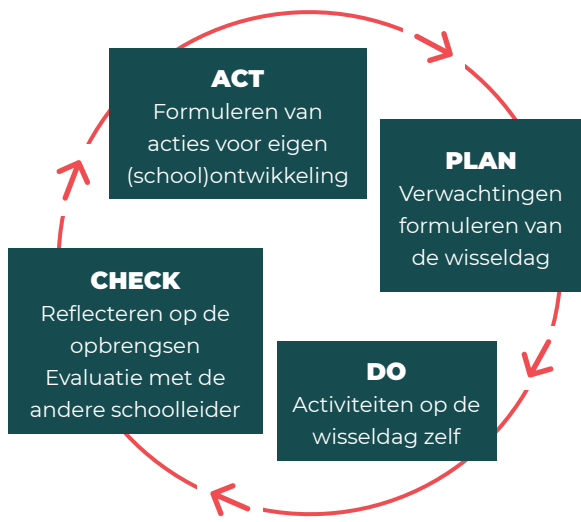 ACT
Formuleren van
acties voor eigen
(school)ontwikkeling
PLAN
Verwachtingen
formuleren van
de wisseldag
DO
Activiteiten op de
wisseldag zelf
CHECK
Reflecteren op de
opbrengsen
Evaluatie met de
andere schoolleider